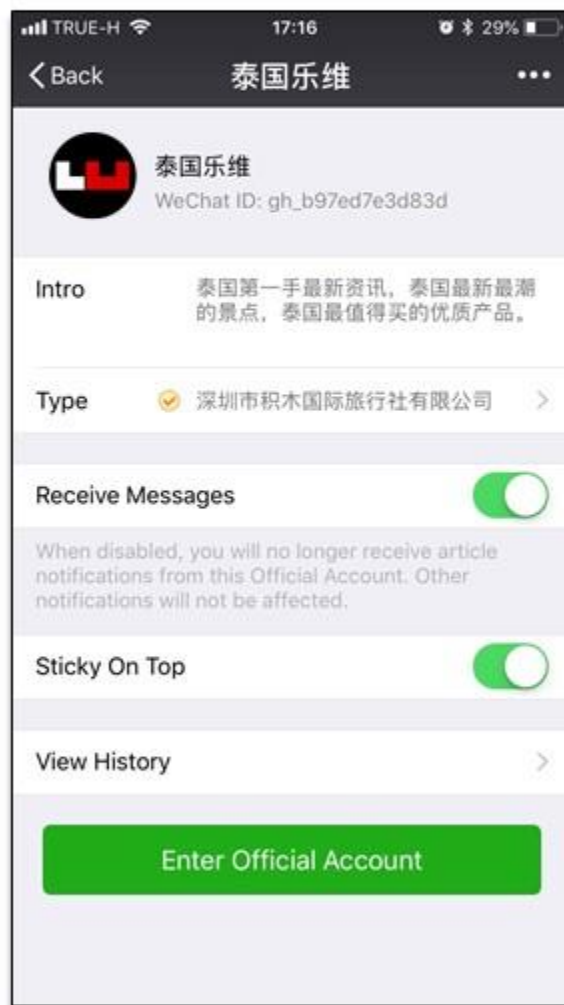 TRUE-H 17:16 29%
Back 泰国乐维
泰国乐维
WeChat ID: gh_b97ed7e3d83d
Intro 泰国第一手最新资讯，泰国最新最潮
的景点，泰国最值得买的优质产品。
Type 深圳市积木国际旅行社有限公司
Receive Messages
When disabled, you will no longer receive article
notifications from this Official Account. Other
notifications will not be affected.
Sticky On Top
View History
Enter Official Account